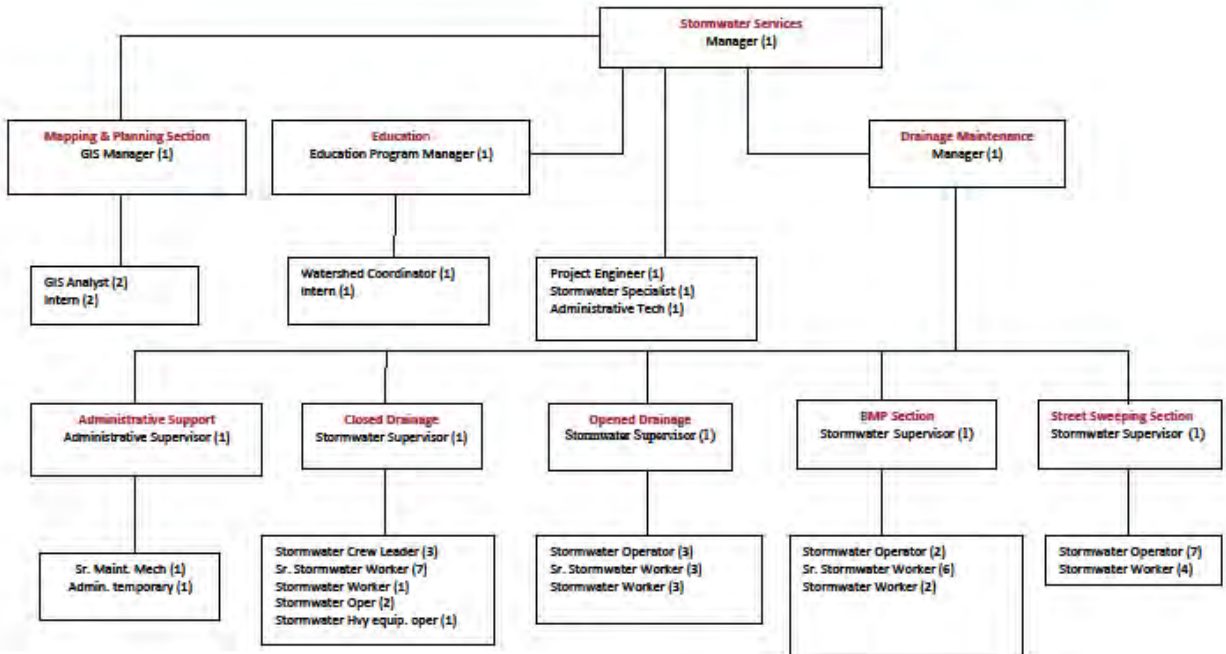 Stormwater Services
Manager (1)
Mapping & Planning Section
GIS Manager (1)
Education
Education Program Manager (1)
Drainage Maintenance
Manager (1)
GIS Analyst (2)
Intern (2)
Watershed Coordinator (1)
Intern (1)
Project Engineer (1)
Stormwater Specialist (1)
Administrative Tech (1)
Administrative Support
Administrative Supervisor (1)
Closed Drainage
Stormwater Supervisor (1)
Opened Drainage
Stormwater Supervisor (1)
BMP Section
Stormwater Supervisor (1)
Street Sweeping Section
Stormwater Supervisor (1)
Sr. Maint. Mech (1)
Admin. temporary (1)
Stormwater Crew Leader (3)
Sr. Stormwater Worker (7)
Stormwater Worker (1)
Stormwater Oper (2)
Stormwater Hvy equip. oper (1)
Stormwater Operator (3)
Sr. Stormwater Worker (3)
Stormwater Worker (3)
Stormwater Operator (2)
Sr. Stormwater Worker (6)
Stormwater Worker (2)
Stormwater Operator (7)
Stormwater Worker (4)